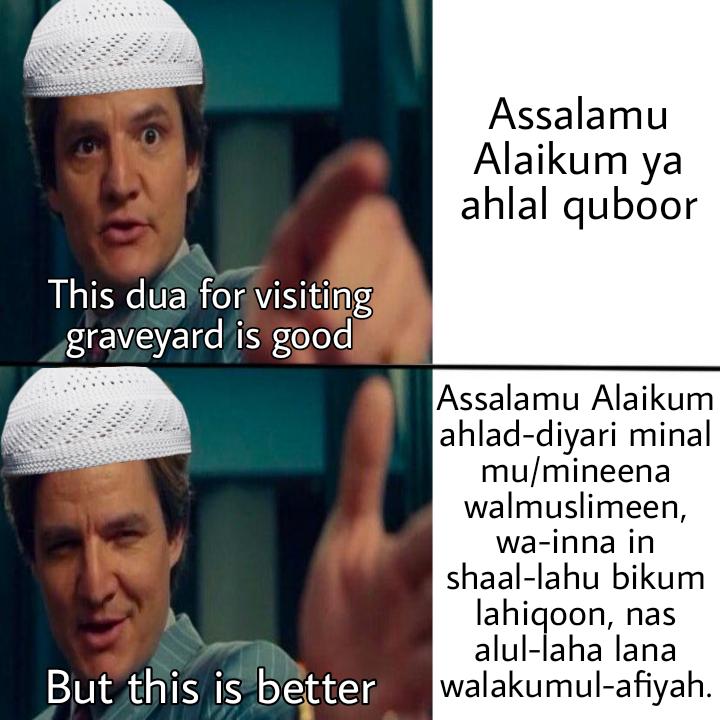 This dua for visiting
graveyard is good
Assalamu
Alaikum ya
ahlal quboor
But this is better
Assalamu Alaikum
ahlad-diyari minal
mu/mineena
walmuslimeen,
wa-inna in
shaal-lahu bikum
lahiqoon, nas
alul-laha lana
walakumul-afiyah.